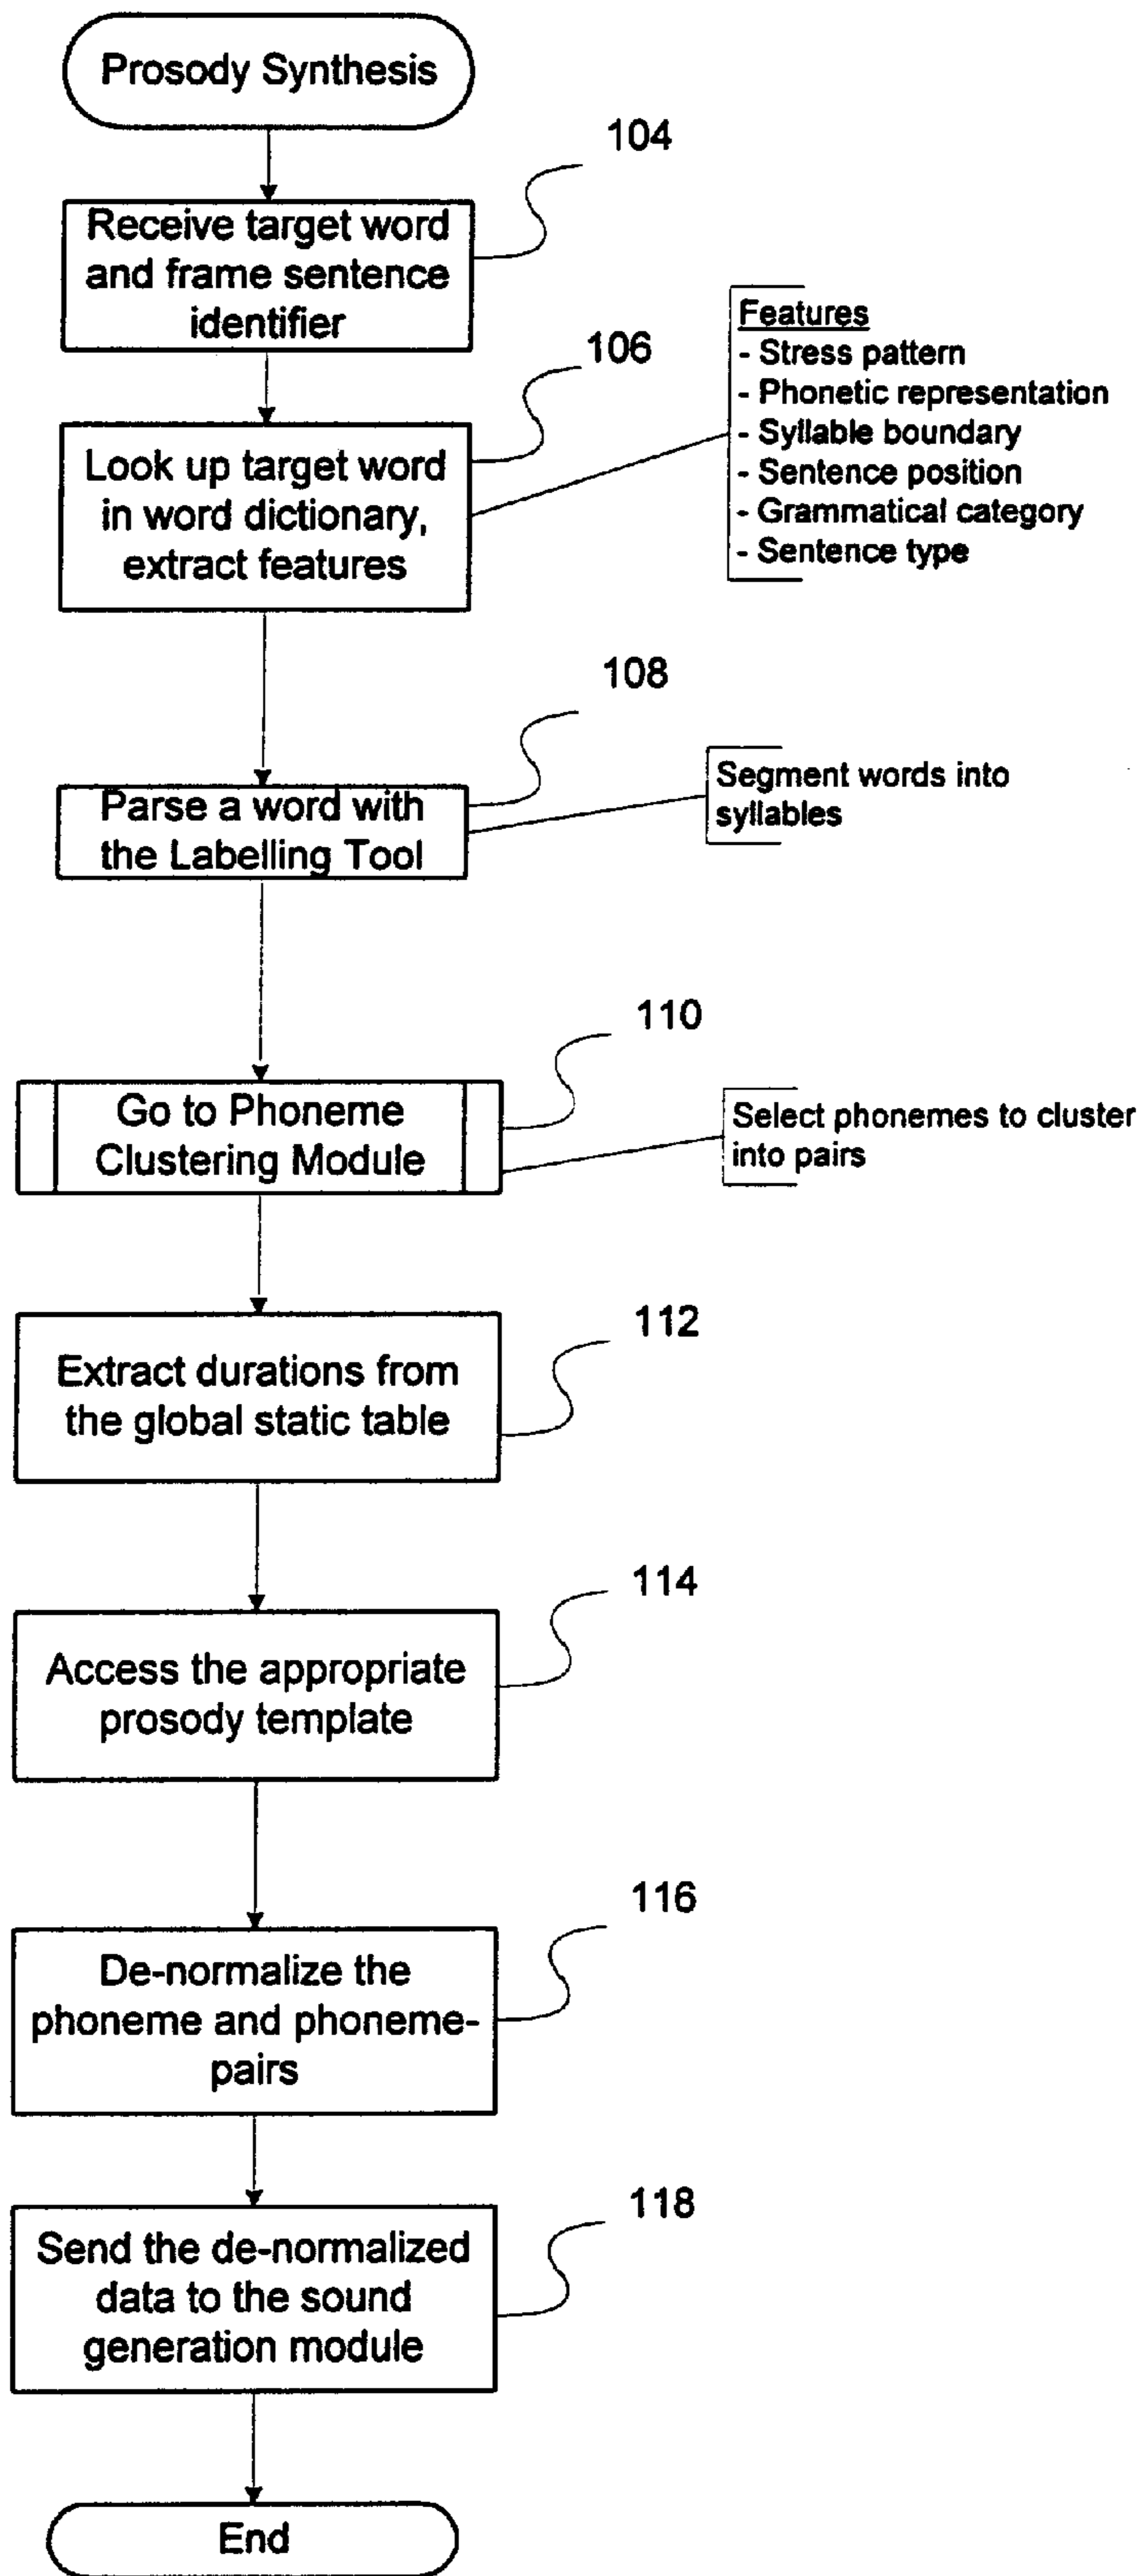 Prosody Synthesis
104
Receive target word
and frame sentence
identifier
106
Features
- Stress pattern
- Phonetic representation
- Syllable boundary
- Sentence position
- Grammatical category
- Sentence type
Look up target word
in word dictionary,
extract features
108
Segment words into
syllables
Parse a word with
the Labelling Tool
110
Go to Phoneme
Clustering Module
Select phonemes to cluster
into pairs
112
Extract durations from
the global static table
114
Access the appropriate
prosody template
116
De-normalize the
phoneme and phoneme-
pairs
118
Send the de-normalized
data to the sound
generation module
End